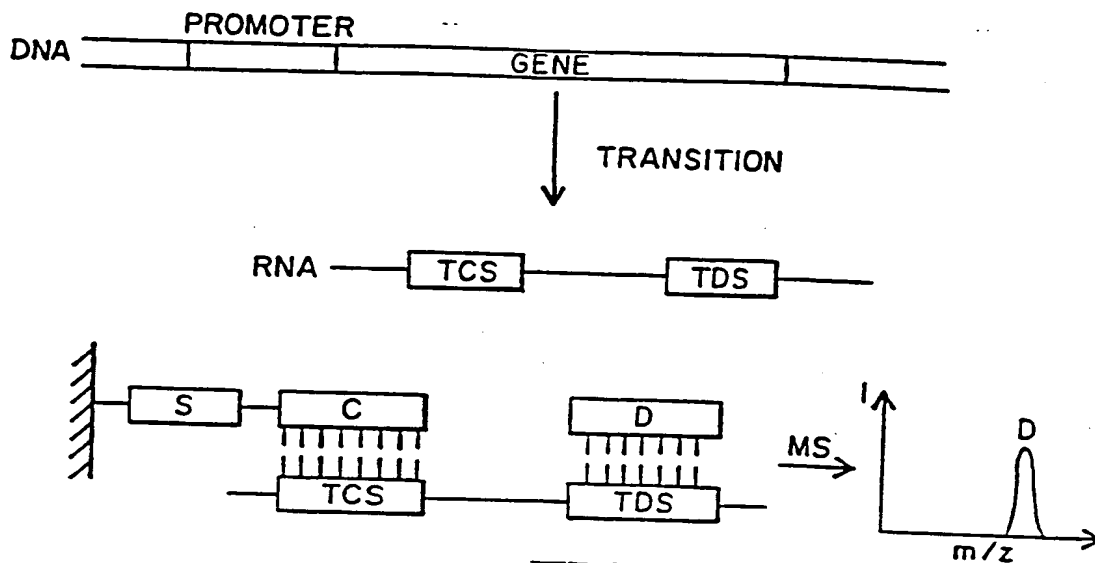 PROMOTER
DNA
GENE
TRANSITION
RNA
TCS
TDS
S
C
D
TCS
TDS
MS
I
D
m/z